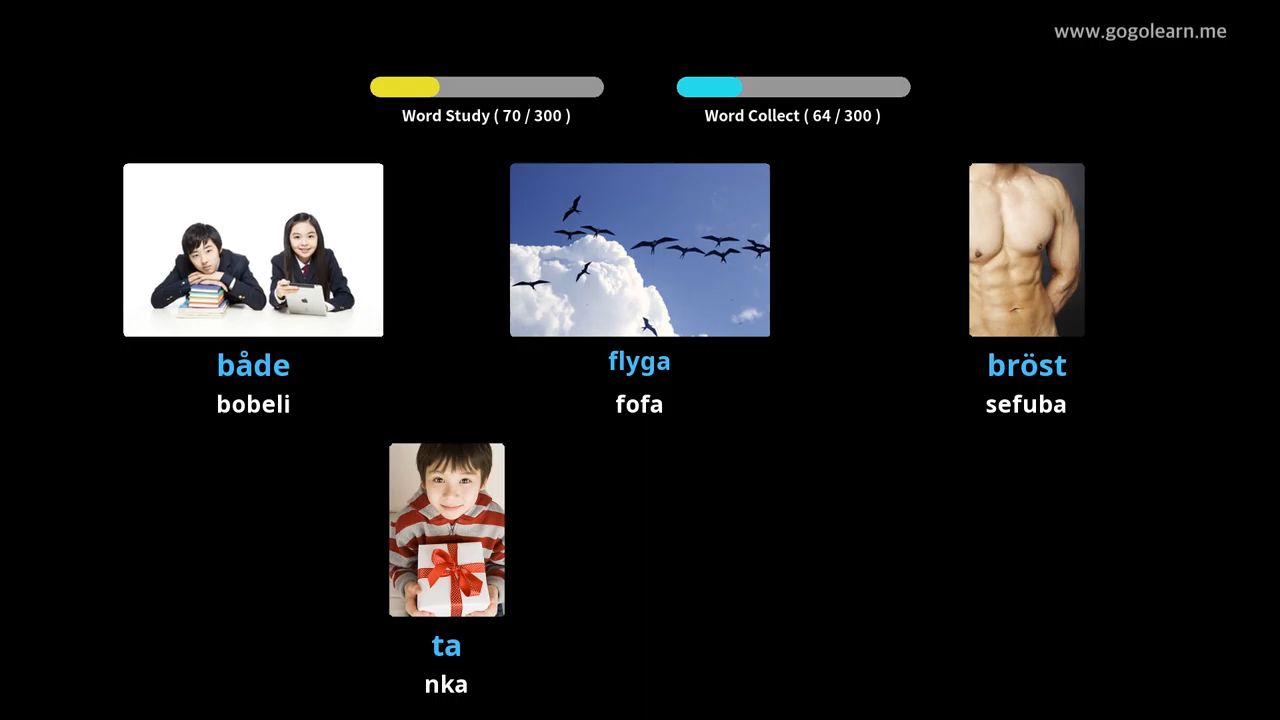 www.gogolearn.me
Word Study ( 70 / 300 )
Word Collect ( 64 / 300 )
både
bobeli
flyga
fofa
bröst
sefuba
ta
nka